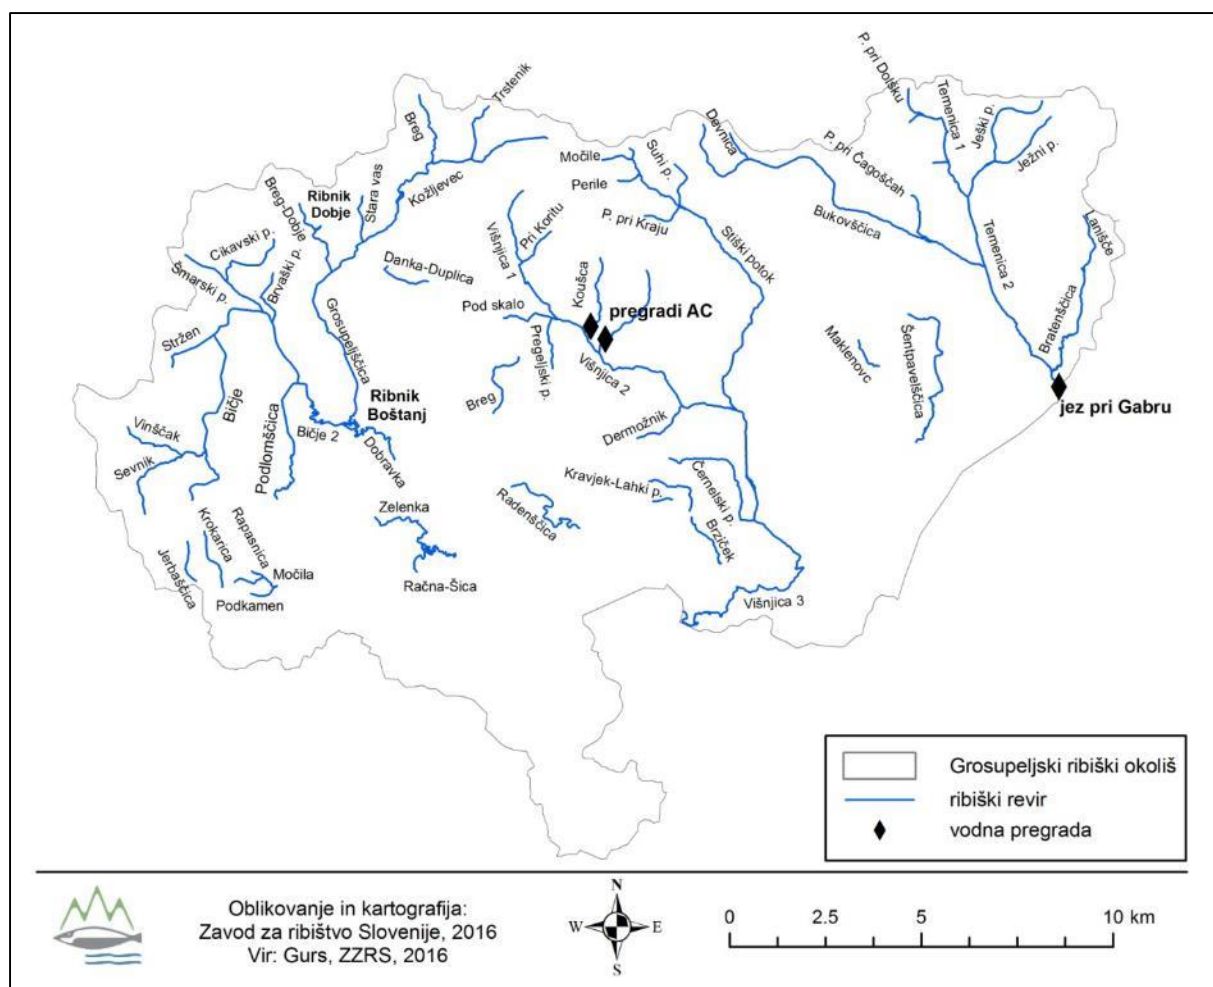 P. pri Dolšku
Temenica 1
Ješki p.
Ježni p.
Trstenik
Breg
Devnica
P. pri Čagoščah
Suhi p.
Močile
Perile
P. pri Kraju
Stara vas
Kožljevec
Ribnik
Dobje
Breg-Dobje
Cikavski p.
Šmarski p.
Brvaški p.
Stržen
Grosupeljščica
Danka-Duplica
Višnjica 1
Pri Koritu
Koušca
pregradi AC
Pod skalo
Pregeljski p.
Višnjica 2
Breg
Stiški potok
Bukovščica
Temenica 2
Lanišče
Bratenščica
Maklenovc
Šentpavelščica
jez pri Gabru
Ribnik
Boštanj
Bičje
Podlomščica
Bičje 2
Dobravka
Vinščak
Sevnik
Dermožnik
Kravjek-Lahki p.
Černelski p.
Brziček
Radenščica
Zelenka
Račna-Šica
Krokarica
Rapasnica
Jerbaščica
Močila
Podkamen
Višnjica 3
Grosupeljski ribiški okoliš
ribiški revir
vodna pregrada
Oblikovanje in kartografija:
Zavod za ribištvo Slovenije, 2016
Vir: Gurs, ZZRS, 2016
N
W
E
S
0 2.5 5 10 km